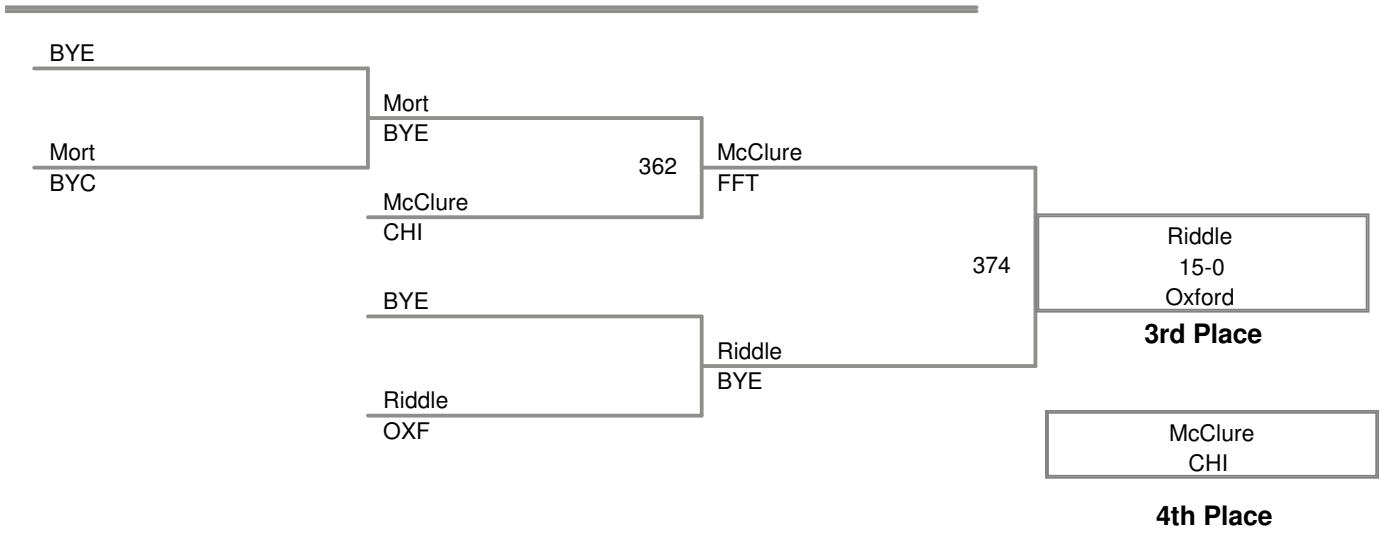 BYE
Mort
BYE
Mort
BYC
362
McClure
FFT
McClure
CHI
Riddle
15-0
Oxford
374
BYE
3rd Place
Riddle
BYE
Riddle
OXF
McClure
CHI
4th Place